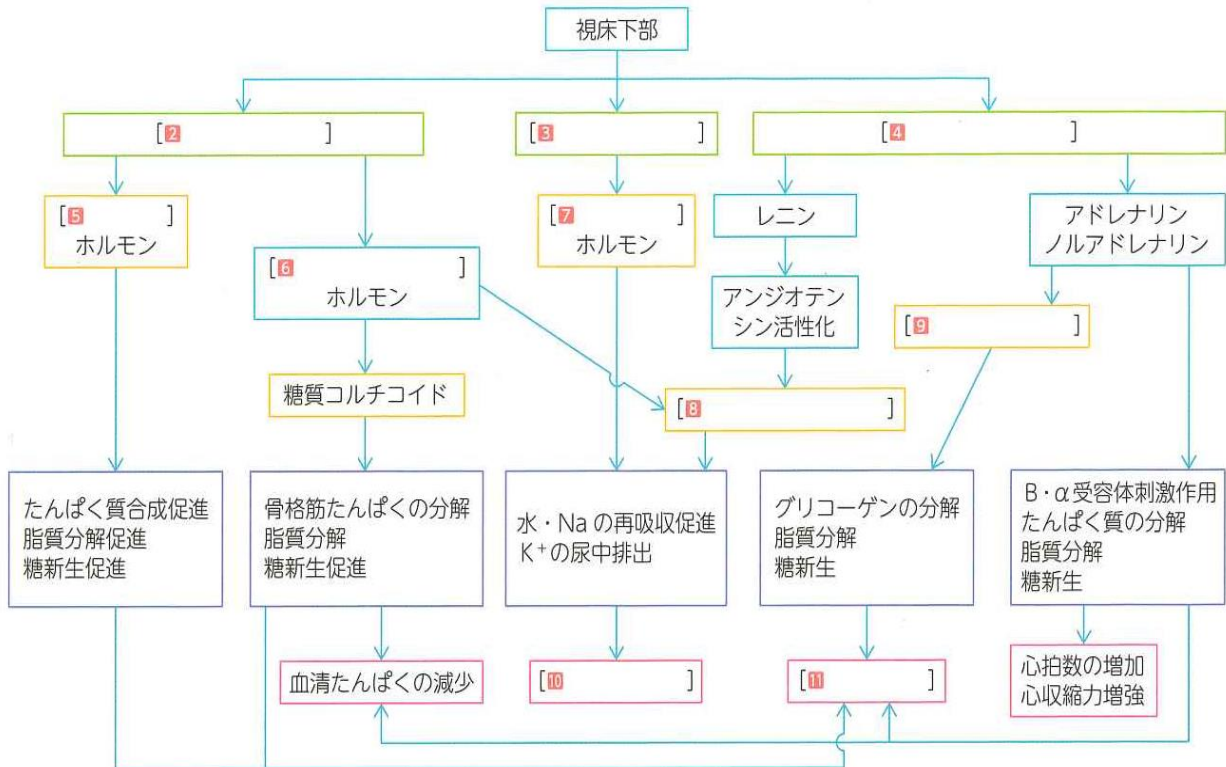 視床下部
[2 ]
[3 ]
[4 ]
[5 ]
ホルモン
[6 ]
ホルモン
[7 ]
ホルモン
レニン
アドレナリン
ノルアドレナリン
アンジオテン
シン活性化
[9 ]
糖質コルチコイド
[8 ]
たんぱく質合成促進
脂質分解促進
糖新生促進
骨格筋たんぱくの分解
脂質分解
糖新生促進
水・Naの再吸収促進
K⁺の尿中排出
グリコーゲンの分解
脂質分解
糖新生
B・α受容体刺激作用
たんぱく質の分解
脂質分解
糖新生
血清たんぱくの減少
[10 ]
[11 ]
心拍数の増加
心収縮力増強